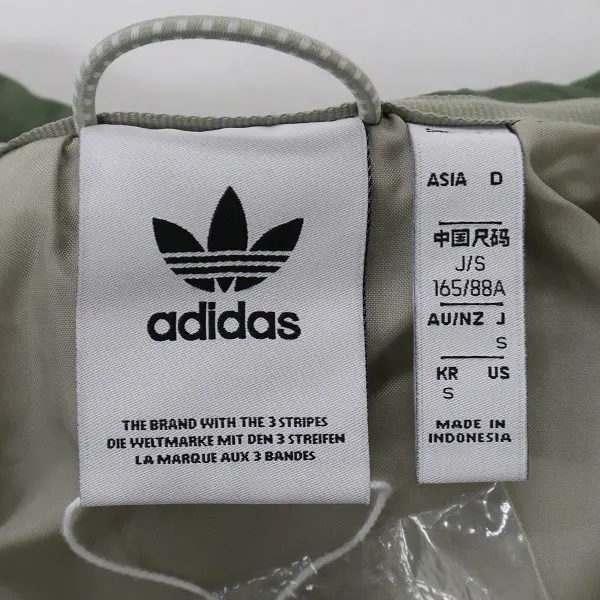 adidas
THE BRAND WITH THE 3 STRIPES
DIE WELTMARKE MIT DEN 3 STREIFEN
LA MARQUE AUX 3 BANDES
ASIA D
中国尺码
J/S
165/88A
AU/NZ J
S
KR US
S
MADE IN
INDONESIA